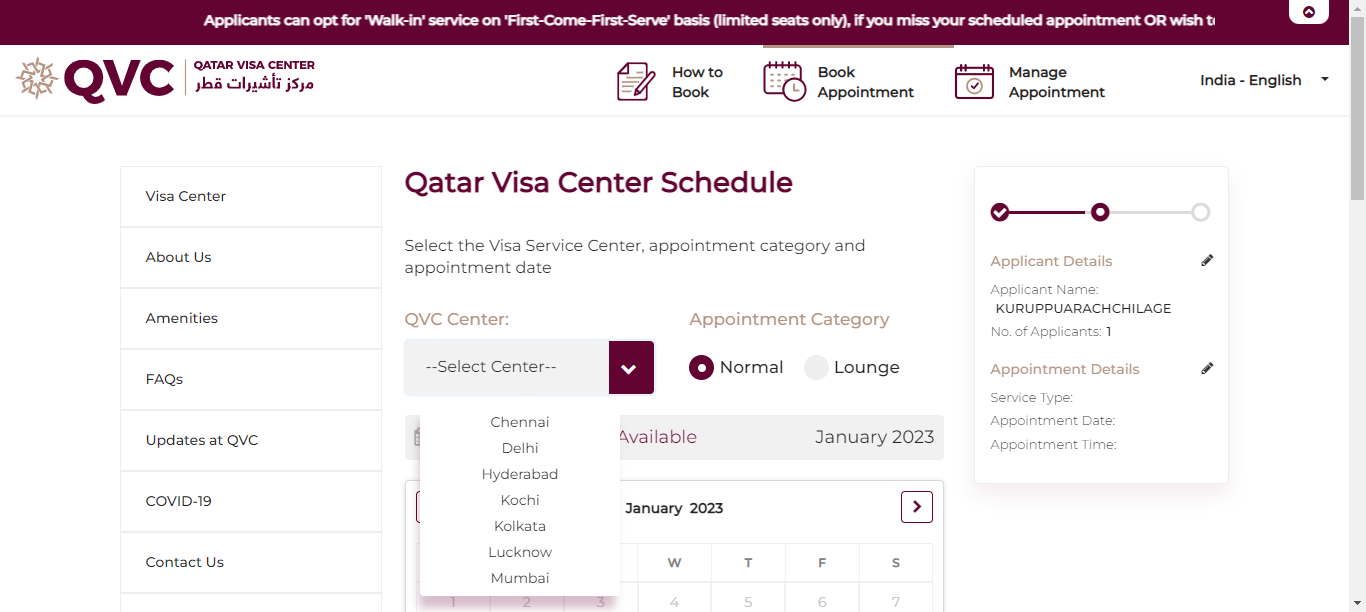 Applicants can opt for 'Walk-in' service on 'First-Come-First-Serve' basis (limited seats only), if you miss your scheduled appointment OR wish
QVC
QATAR VISA CENTER
مركز تأشيرات قطر
How to
Book
Book
Appointment
Manage
Appointment
India - English
Visa Center
About Us
Amenities
FAQs
Updates at QVC
COVID-19
Contact Us
Qatar Visa Center Schedule
Select the Visa Service Center, appointment category and
appointment date
QVC Center:
--Select Center--
Appointment Category
Normal
Lounge
Chennai
Delhi
Hyderabad
Kochi
Kolkata
Lucknow
Mumbai
Available
January 2023
January 2023
W T F S
1 2 3 4 5 6 7
Applicant Details
Applicant Name:
KURUPPUARACHCHILAGE
No. of Applicants: 1
Appointment Details
Service Type:
Appointment Date:
Appointment Time: